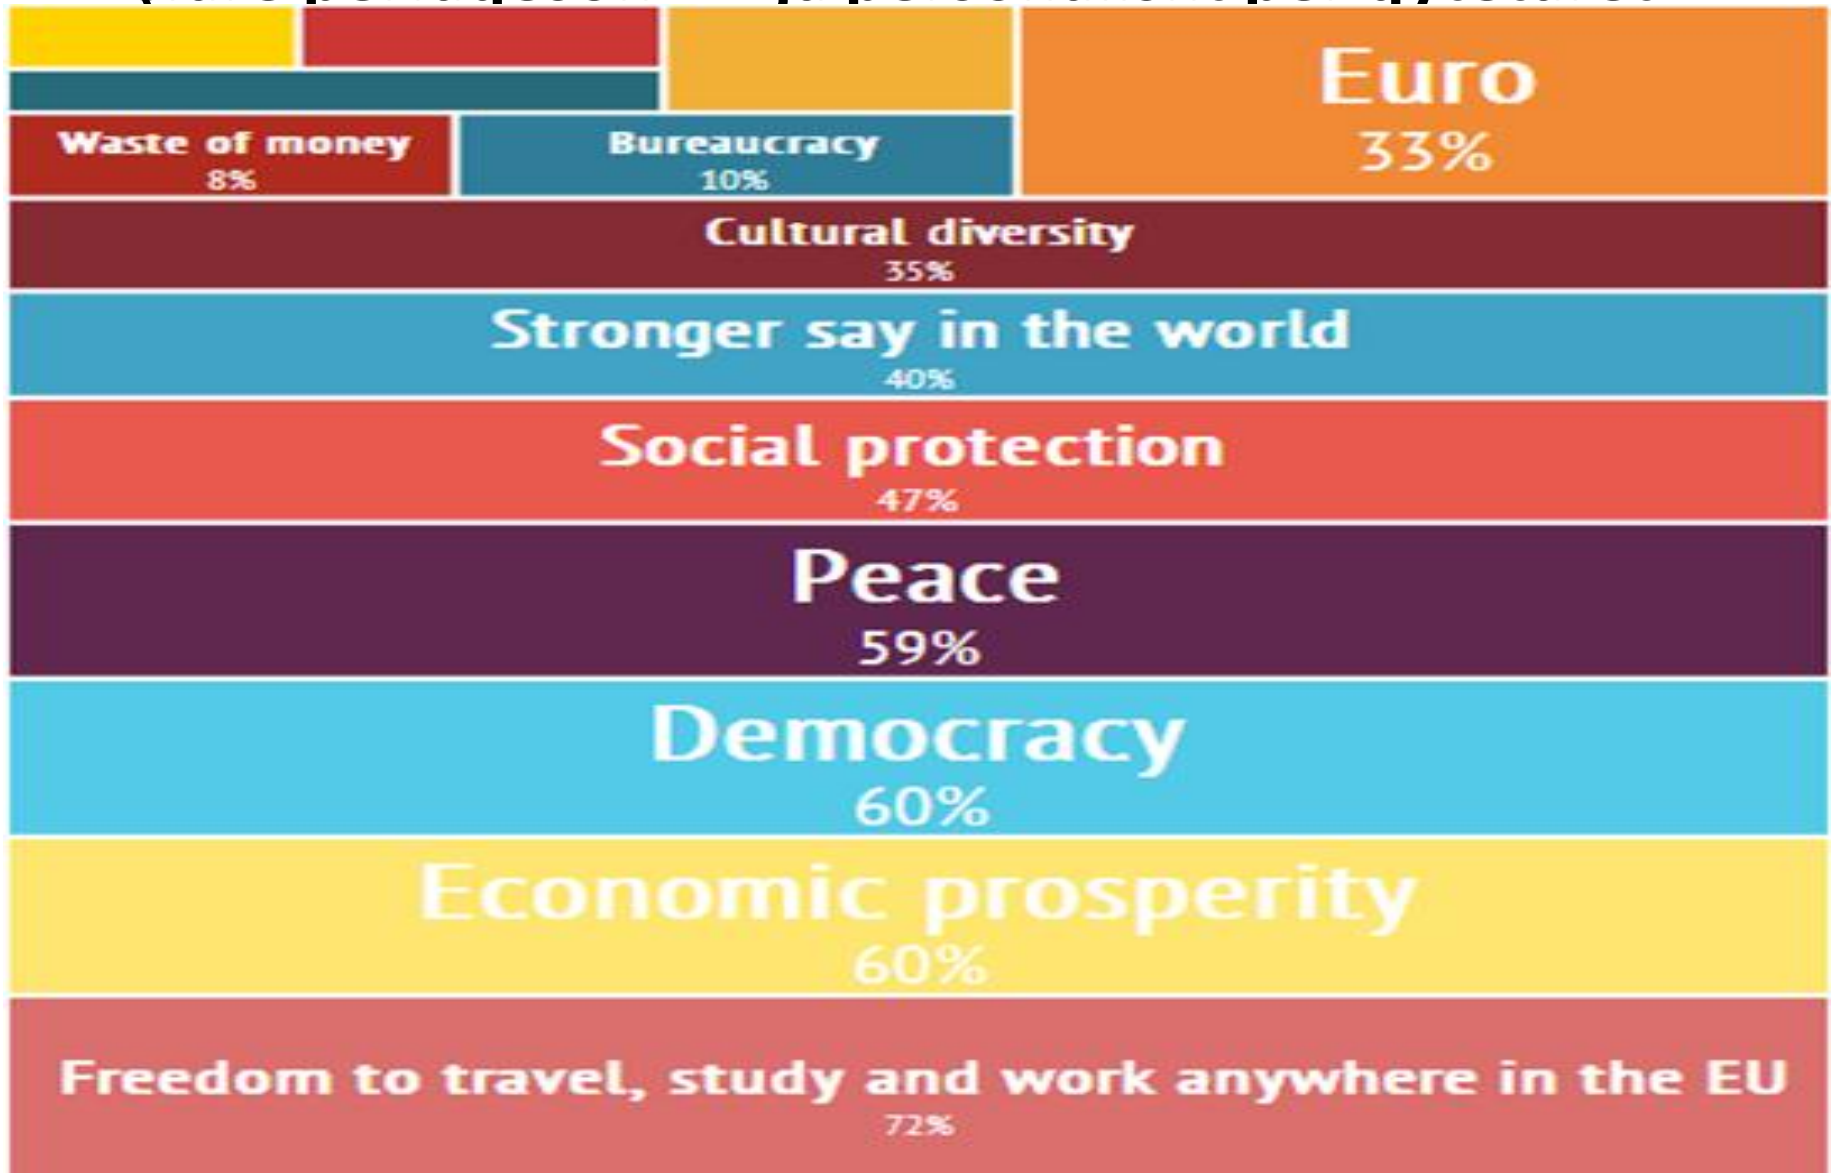 Euro
33%
Waste of money
8%
Bureaucracy
10%
Cultural diversity
35%
Stronger say in the world
40%
Social protection
47%
Peace
59%
Democracy
60%
Economic prosperity
60%
Freedom to travel, study and work anywhere in the EU
72%